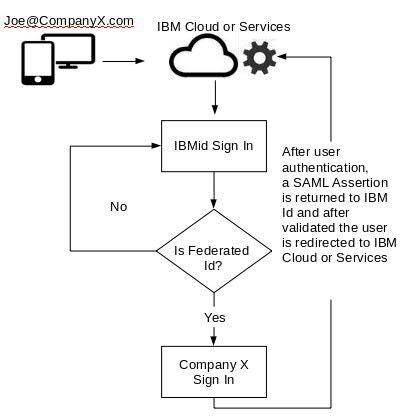 Joe@CompanyX.com
IBM Cloud or Services
IBMid Sign In
After user
authentication,
a SAML Assertion
is returned to IBM
Id and after
validated the user
is redirected to IBM
Cloud or Services
No
Is Federated
Id?
Yes
Company X
Sign In